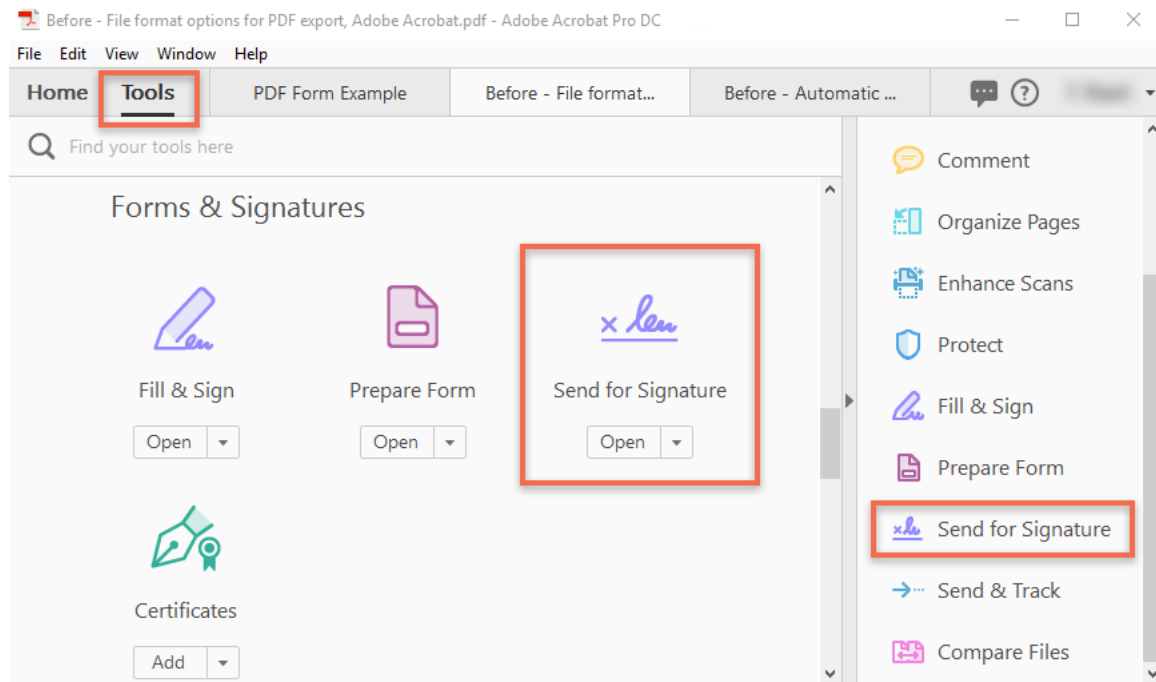 Before - File format options for PDF export, Adobe Acrobat.pdf - Adobe Acrobat Pro DC
File Edit View Window Help
Home Tools PDF Form Example Before - File format... Before - Automatic ...
Find your tools here
Forms & Signatures
Fill & Sign Prepare Form Send for Signature
Open Open Open
Certificates
Add
Comment
Organize Pages
Enhance Scans
Protect
Fill & Sign
Prepare Form
Send for Signature
Send & Track
Compare Files